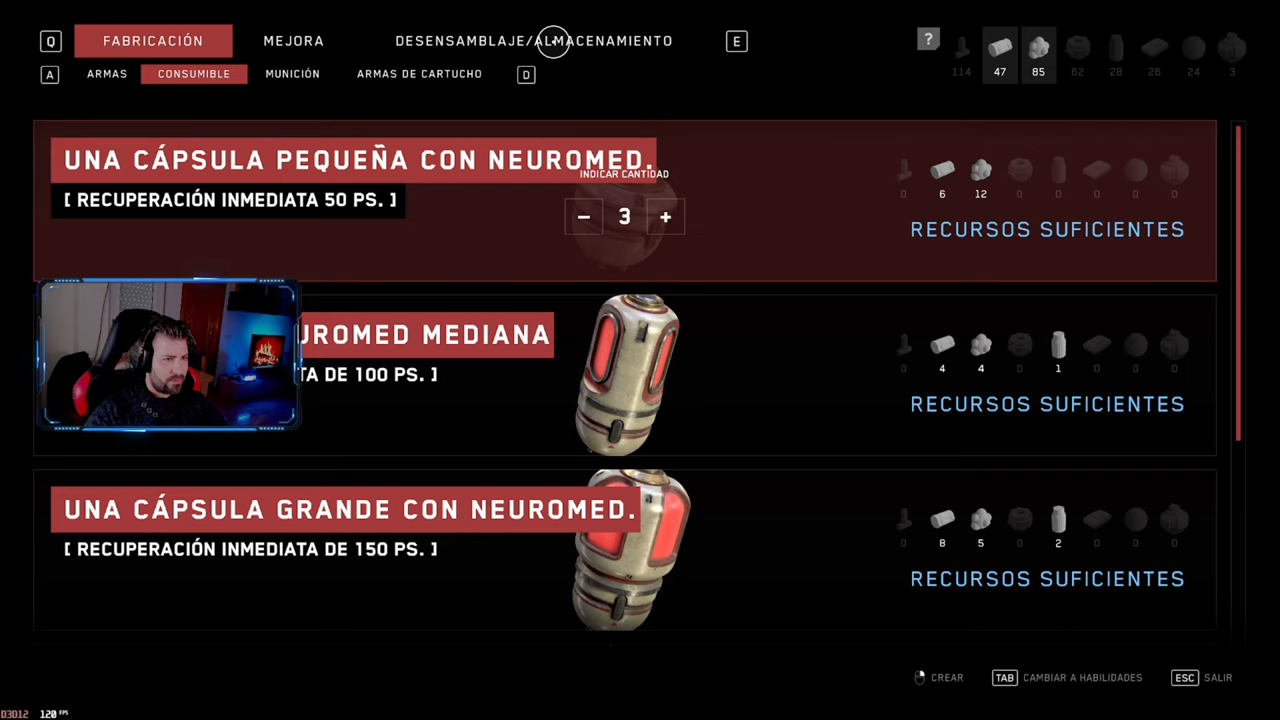 Q FABRICACIÓN MEJORA DESENSAMBLAJE/ALMACENAMIENTO E ?
A ARMAS CONSUMIBLE MUNICIÓN ARMAS DE CARTUCHO D
114 47 85 62 28 26 24 3
UNA CÁPSULA PEQUEÑA CON NEUROMED.
INDICAR CANTIDAD
[ RECUPERACIÓN INMEDIATA 50 PS. ]
− 3 +
0 6 12 0 0 0 0 0
RECURSOS SUFICIENTES
UROMED MEDIANA
TA DE 100 PS. ]
0 4 4 0 1 0 0 0
RECURSOS SUFICIENTES
UNA CÁPSULA GRANDE CON NEUROMED.
[ RECUPERACIÓN INMEDIATA DE 150 PS. ]
0 8 5 0 2 0 0 0
RECURSOS SUFICIENTES
CREAR TAB CAMBIAR A HABILIDADES ESC SALIR
D3D12 120 FPS